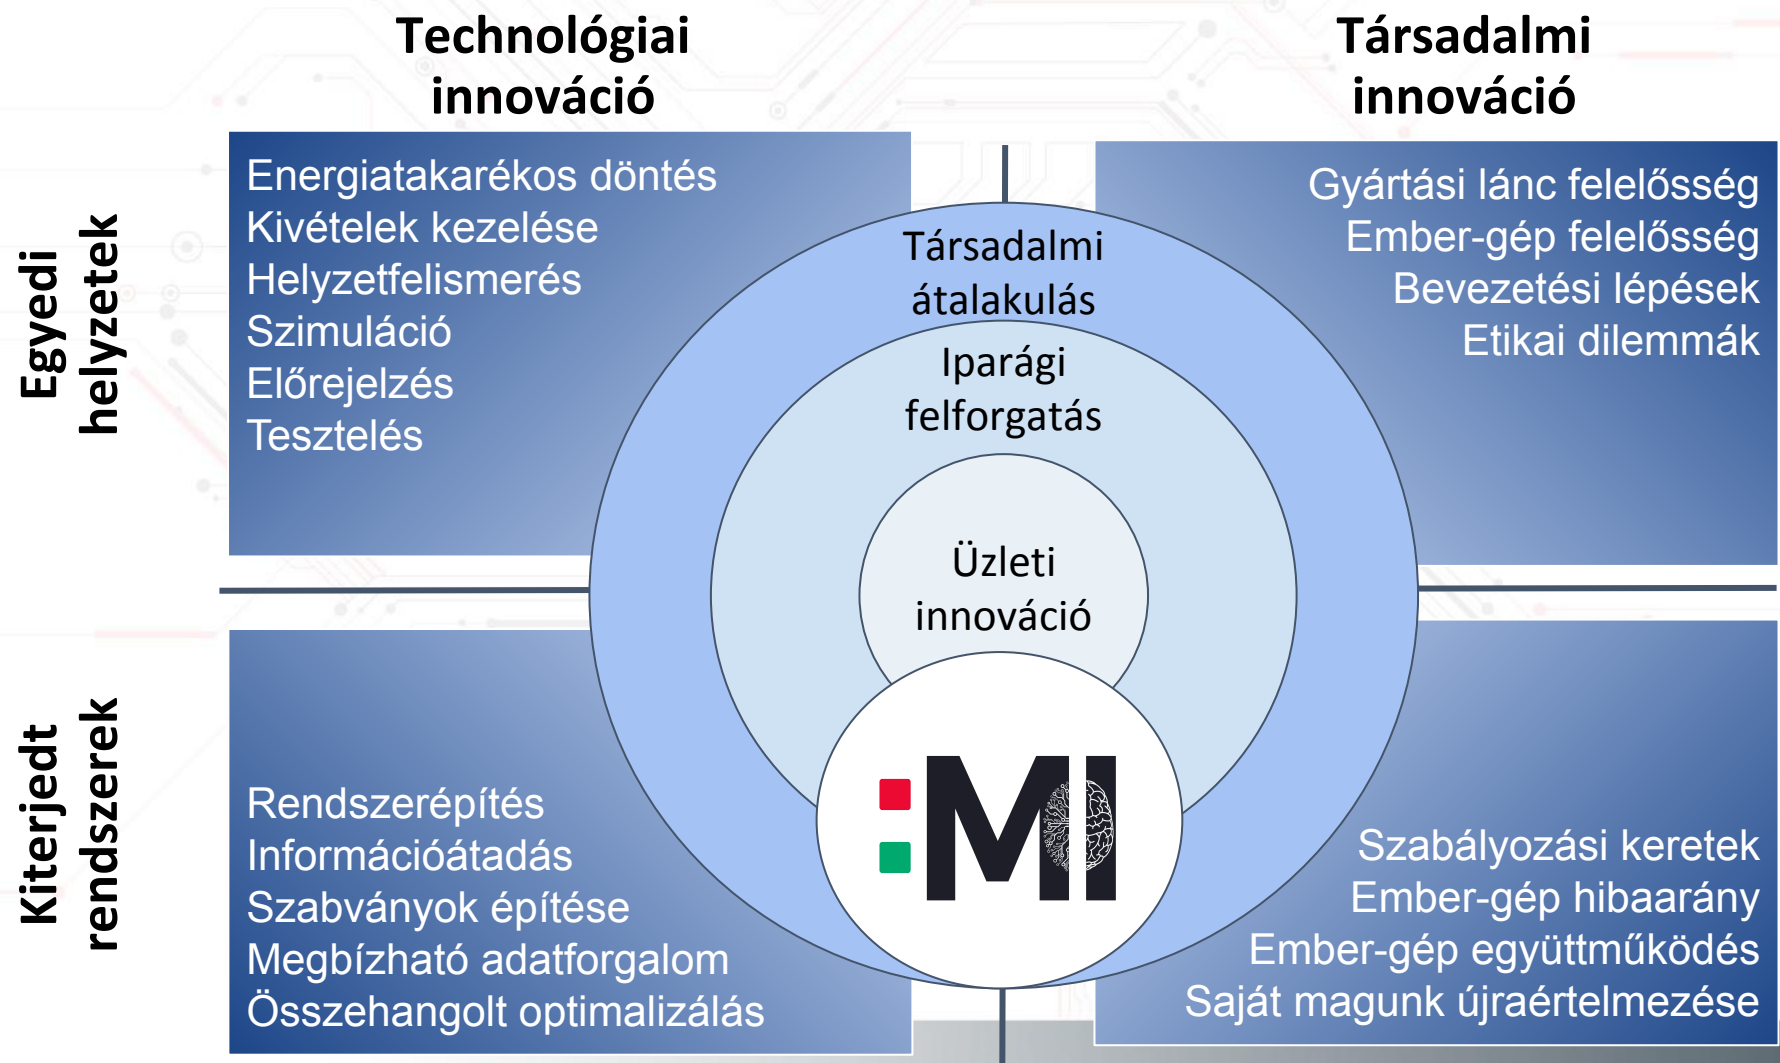 Technológiai
innováció
Társadalmi
innováció
Egyedi
helyzetek
Energiatakarékos döntés
Kivételek kezelése
Helyzetfelismerés
Szimuláció
Előrejelzés
Tesztelés
Társadalmi
átalakulás
Iparági
felforgatás
Üzleti
innováció
Gyártási lánc felelősség
Ember-gép felelősség
Bevezetési lépések
Etikai dilemmák
Kiterjedt
rendszerek
Rendszerépítés
Információátadás
Szabványok építése
Megbízható adatforgalom
Összehangolt optimalizálás
:MI
Szabályozási keretek
Ember-gép hibaarány
Ember-gép együttműködés
Saját magunk újraértelmezése